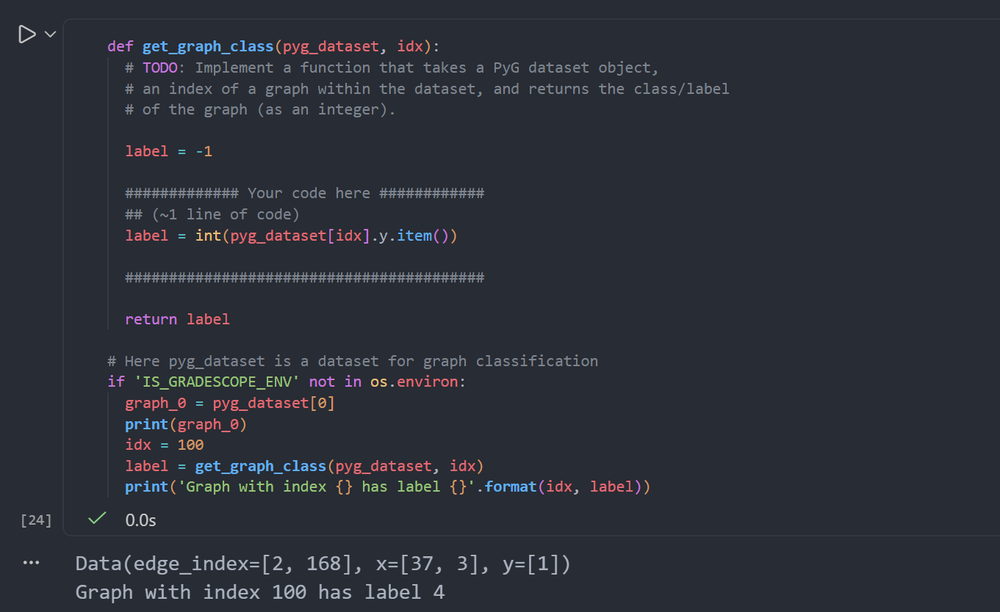 def get_graph_class(pyg_dataset, idx):
  # TODO: Implement a function that takes a PyG dataset object,
  # an index of a graph within the dataset, and returns the class/label
  # of the graph (as an integer).

  label = -1

  ############# Your code here ############
  ## (~1 line of code)
  label = int(pyg_dataset[idx].y.item())

  #########################################

  return label

# Here pyg_dataset is a dataset for graph classification
if 'IS_GRADESCOPE_ENV' not in os.environ:
  graph_0 = pyg_dataset[0]
  print(graph_0)
  idx = 100
  label = get_graph_class(pyg_dataset, idx)
  print('Graph with index {} has label {}'.format(idx, label))
[24] 0.0s
Data(edge_index=[2, 168], x=[37, 3], y=[1])
Graph with index 100 has label 4